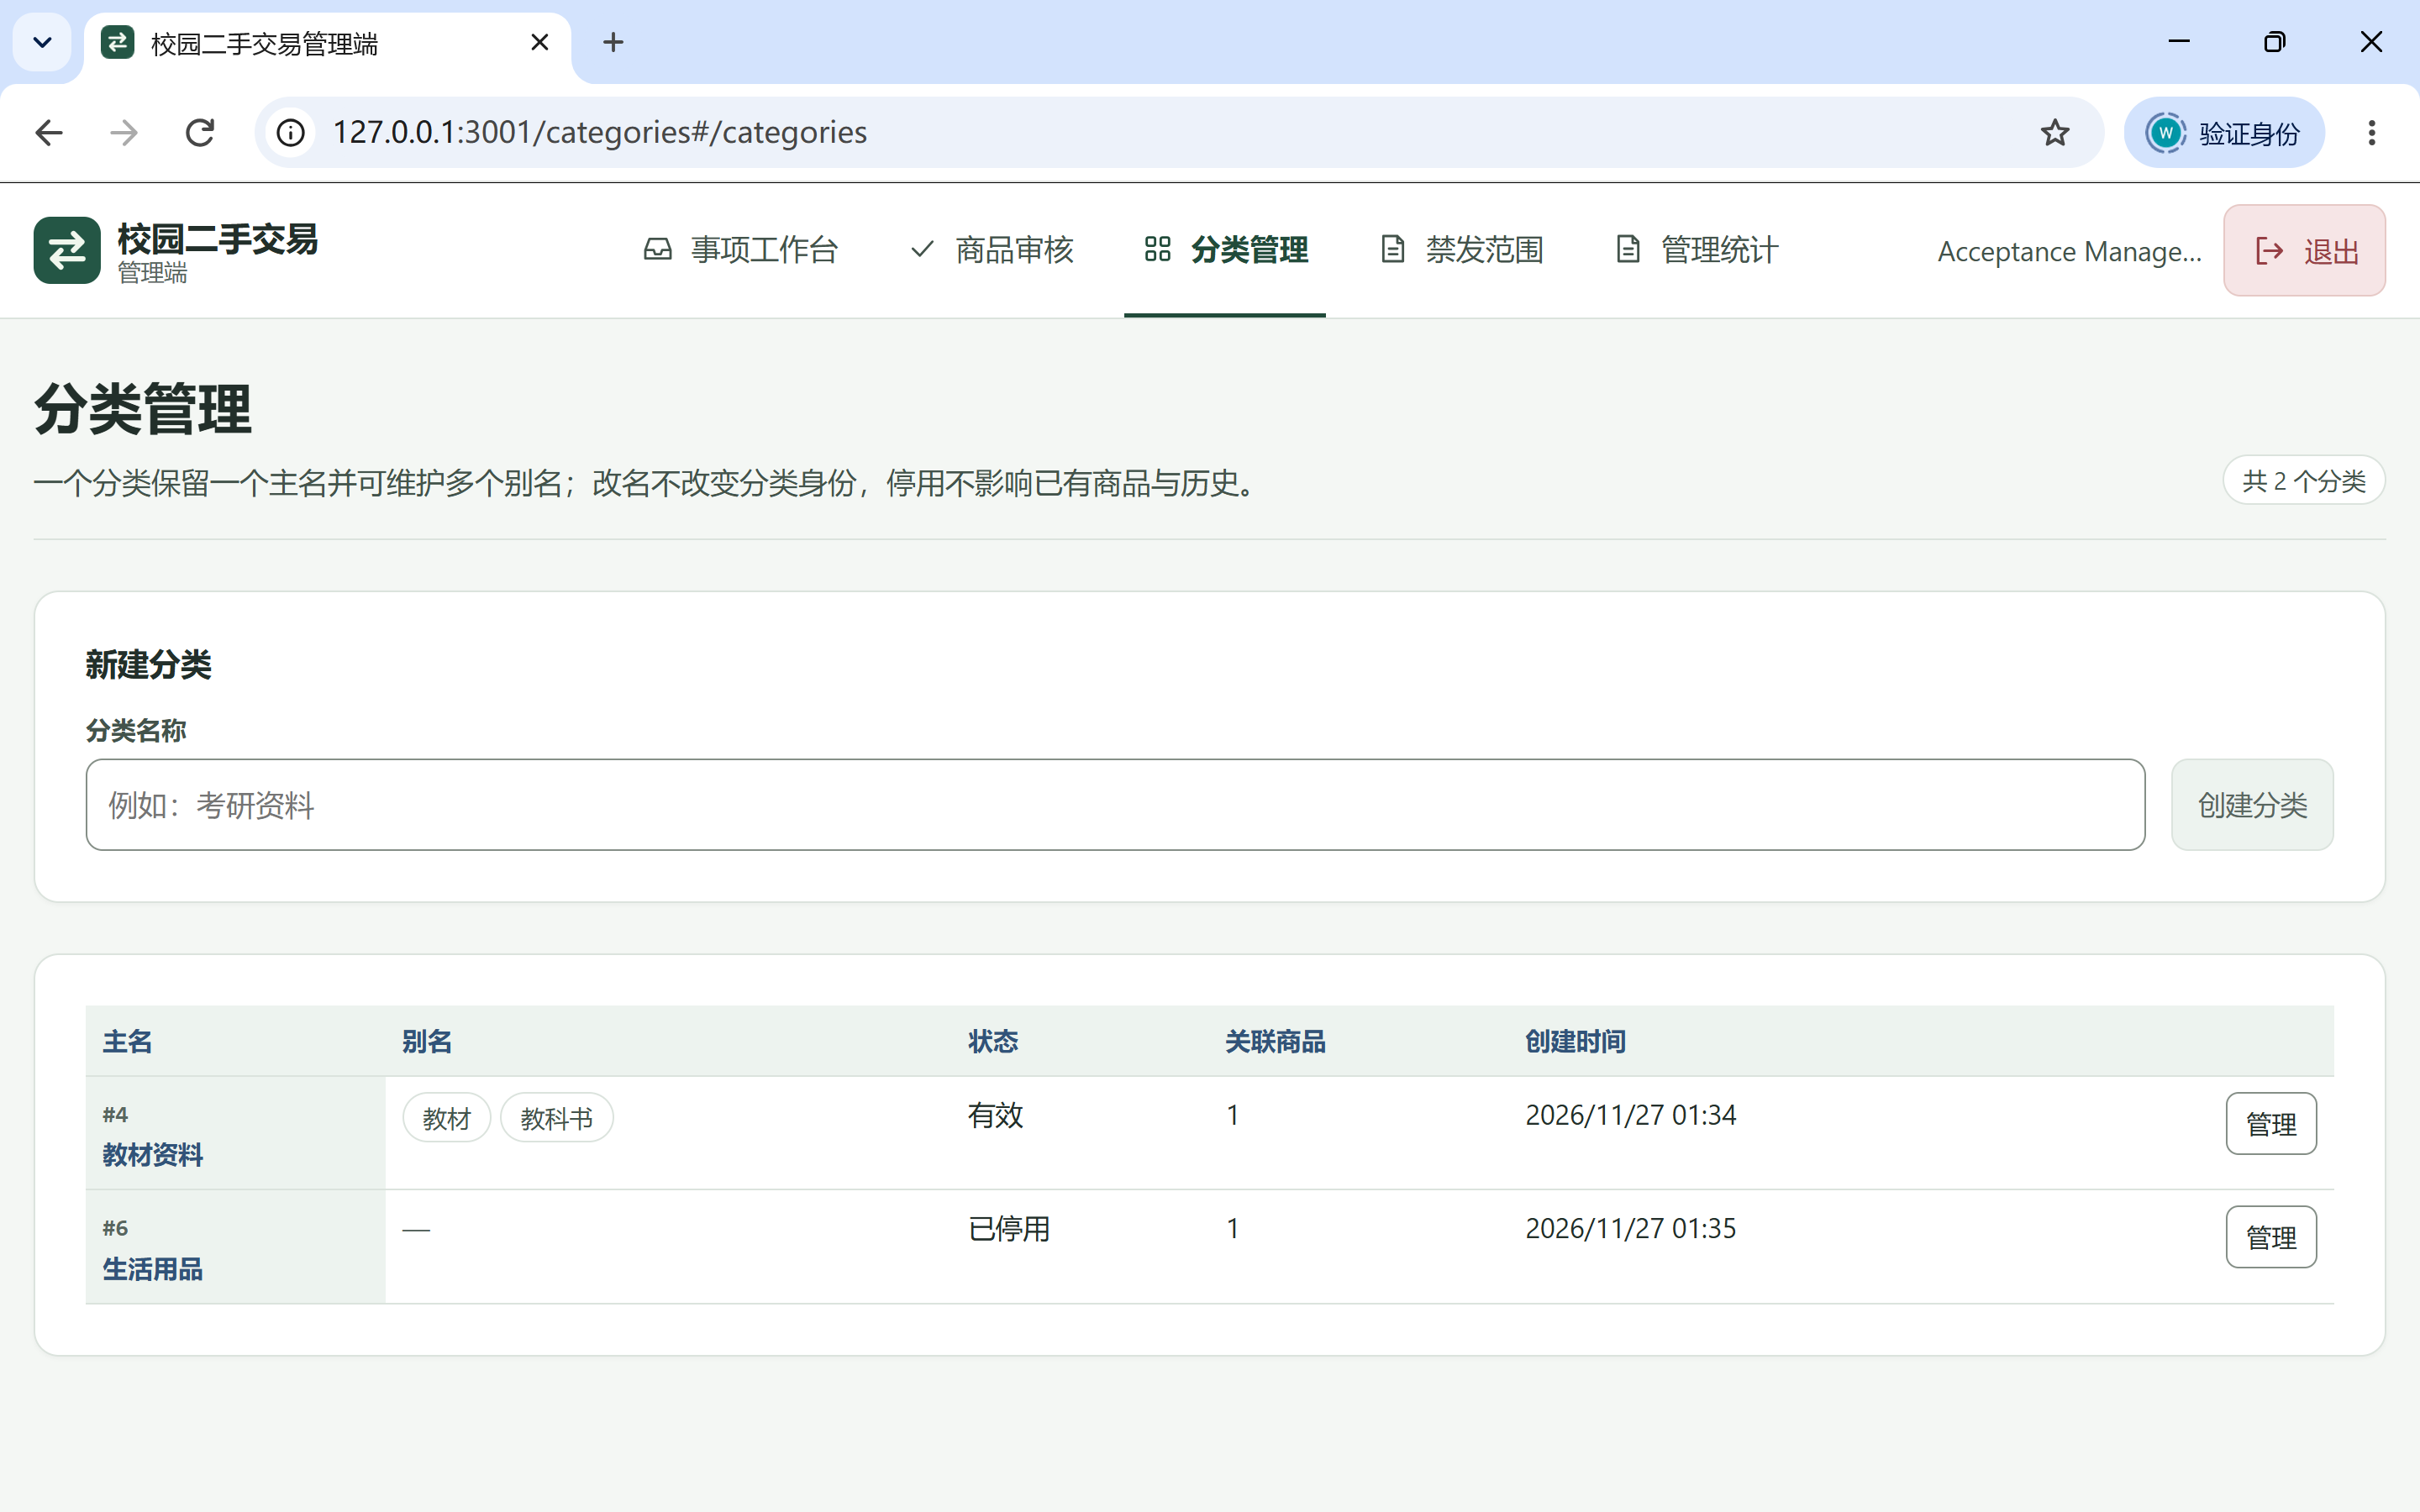 校园二手交易管理端
127.0.0.1:3001/categories#/categories
W 验证身份
校园二手交易
管理端
事项工作台
商品审核
分类管理
禁发范围
管理统计
Acceptance Manage...
退出
分类管理
一个分类保留一个主名并可维护多个别名；改名不改变分类身份，停用不影响已有商品与历史。
共 2 个分类
新建分类
分类名称
例如：考研资料
创建分类
主名 别名 状态 关联商品 创建时间
#4
教材资料
教材 教科书 有效 1 2026/11/27 01:34 管理
#6
生活用品
— 已停用 1 2026/11/27 01:35 管理